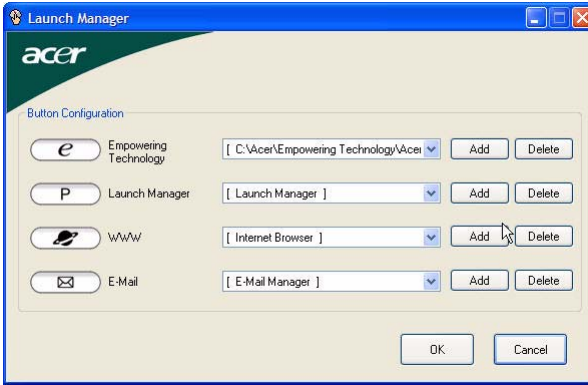 Launch Manager
acer
Button Configuration
e Empowering Technology [ C:\Acer\Empowering Technology\Acer Add Delete
P Launch Manager [ Launch Manager ] Add Delete
WWW [ Internet Browser ] Add Delete
E-Mail [ E-Mail Manager ] Add Delete
OK Cancel